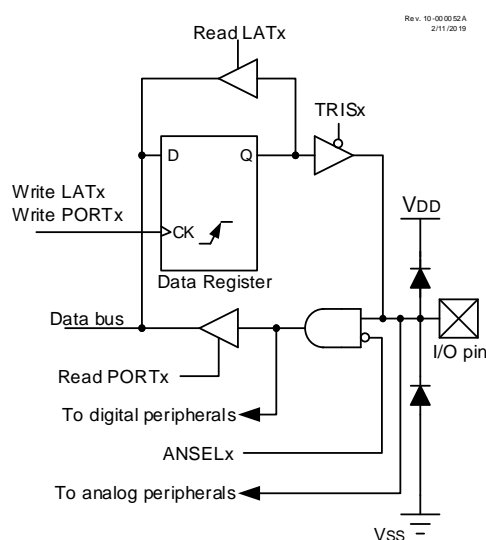 Rev. 10-000052A
2/11/2019
Read LATx
TRISx
D
Q
Write LATx
Write PORTx
CK
VDD
Data Register
Data bus
I/O pin
Read PORTx
To digital peripherals
ANSELx
To analog peripherals
VSS